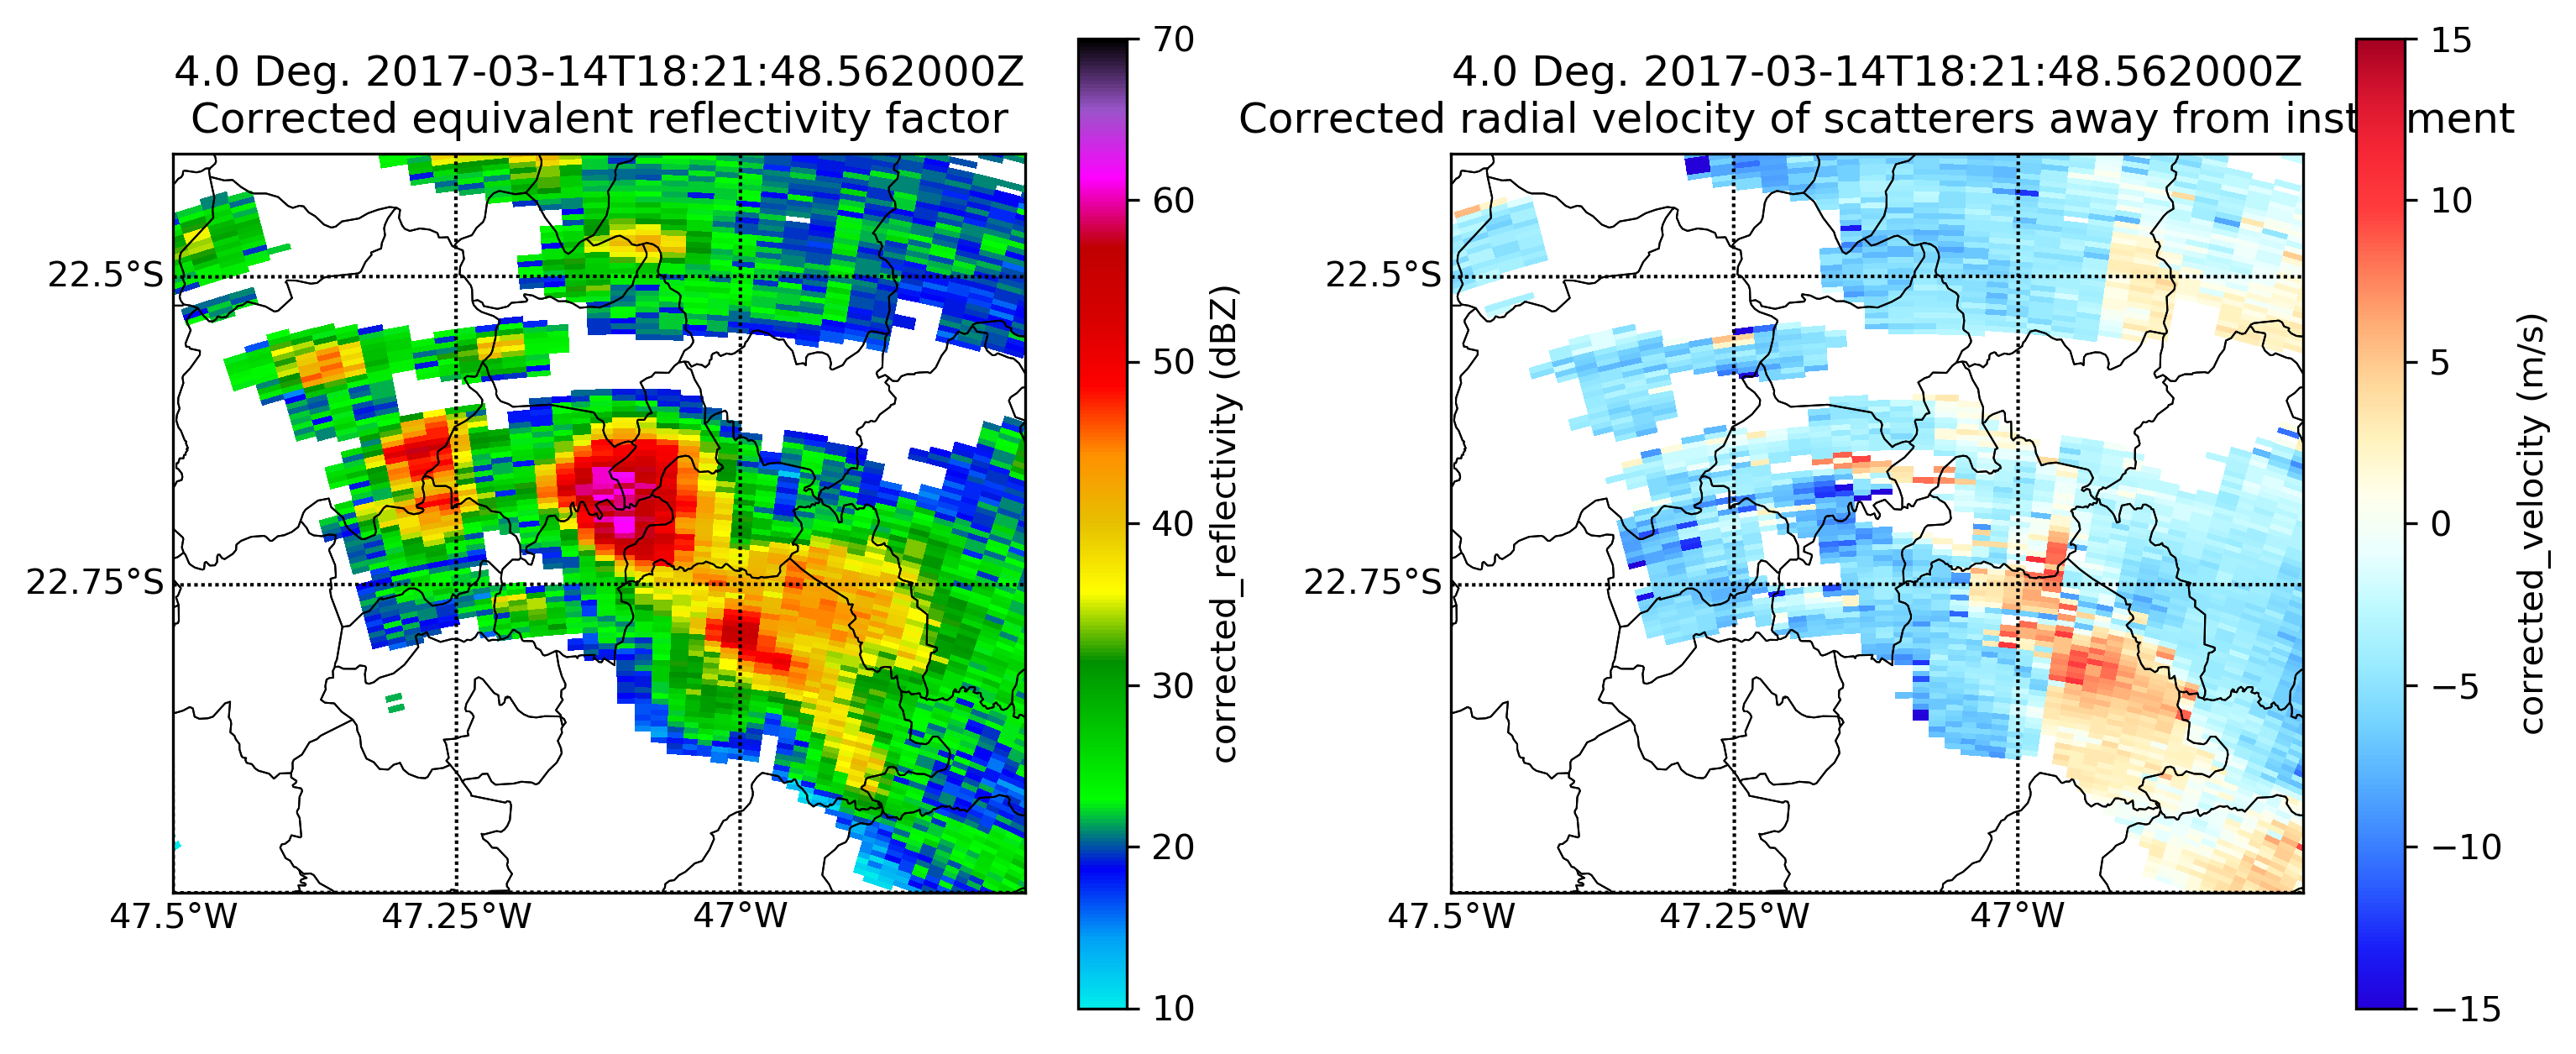 4.0 Deg. 2017-03-14T18:21:48.562000Z
Corrected equivalent reflectivity factor
22.5°S
22.75°S
47.5°W 47.25°W 47°W
70
60
50
40
30
20
10
corrected_reflectivity (dBZ)
4.0 Deg. 2017-03-14T18:21:48.562000Z
Corrected radial velocity of scatterers away from inst ment
22.5°S
22.75°S
47.5°W 47.25°W 47°W
15
10
5
0
−5
−10
−15
corrected_velocity (m/s)